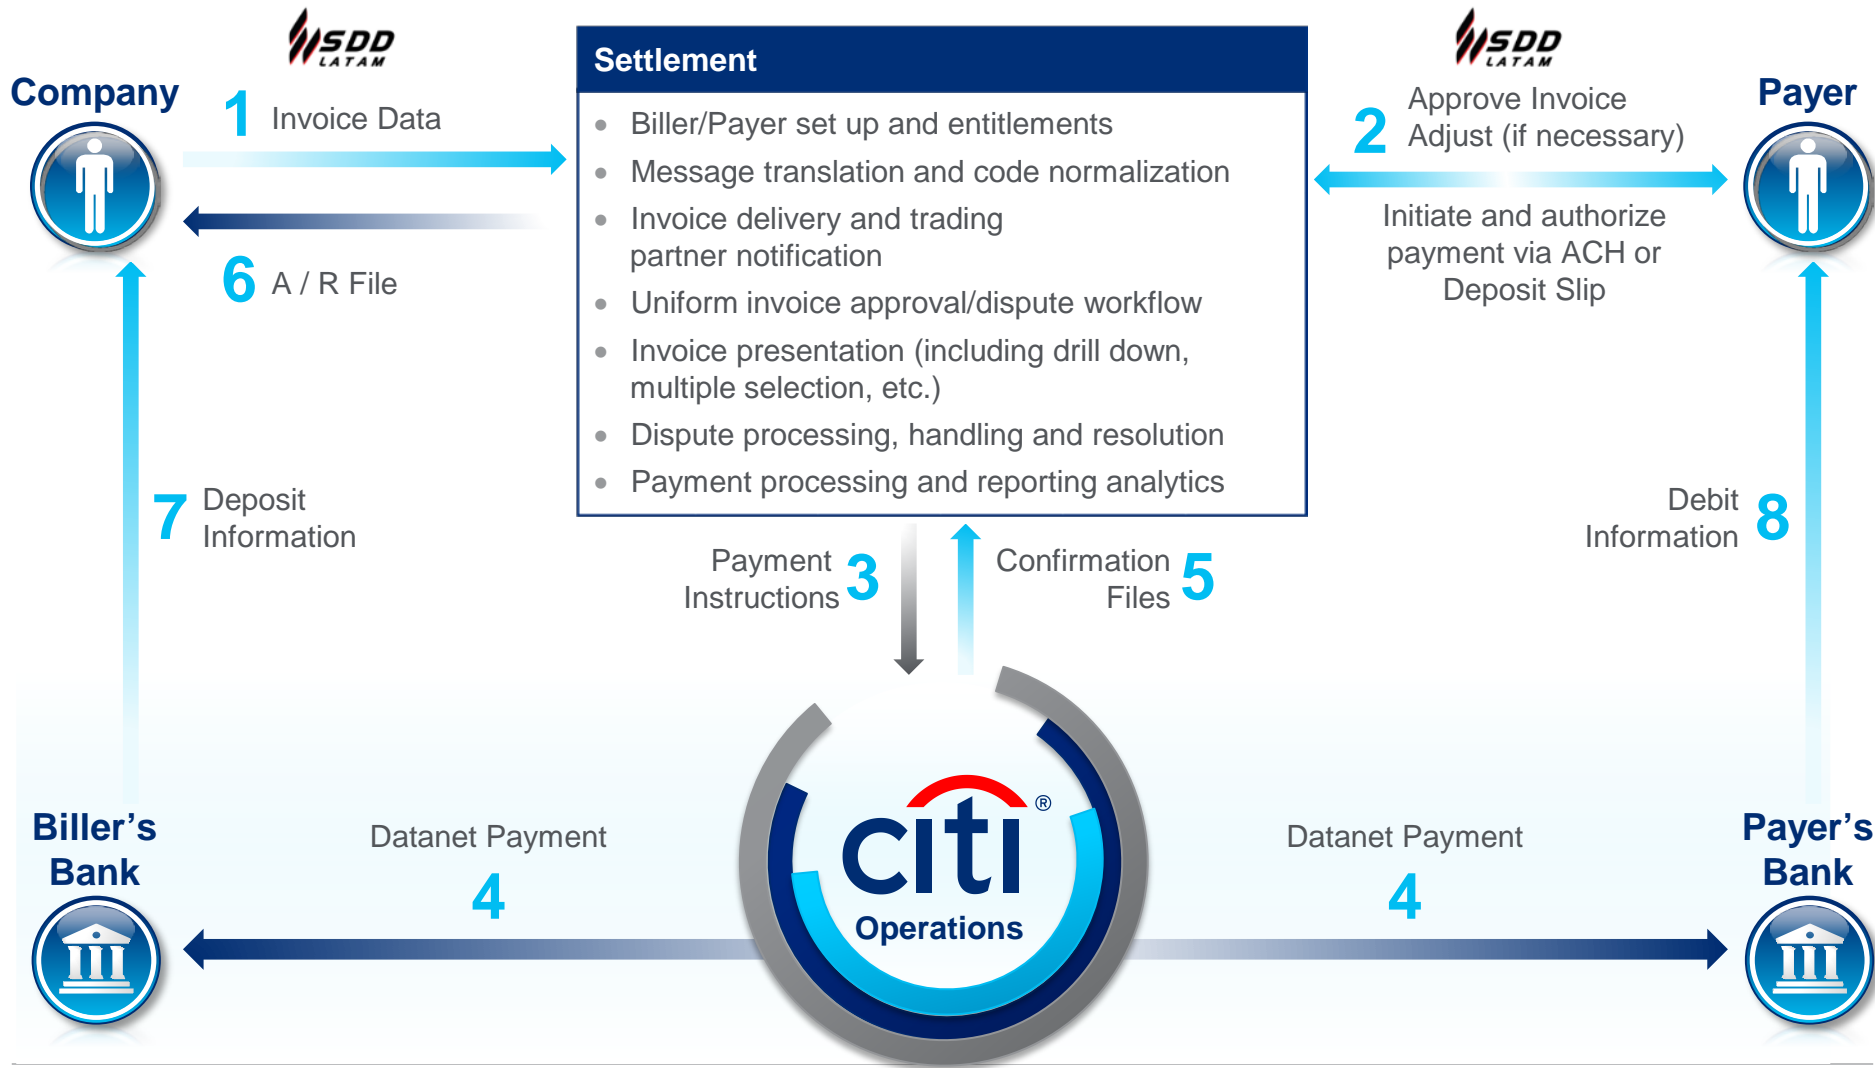 SDD
LATAM
SDD
LATAM
Company
1 Invoice Data
6 A / R File
Settlement
Biller/Payer set up and entitlements
Message translation and code normalization
Invoice delivery and trading
partner notification
Uniform invoice approval/dispute workflow
Invoice presentation (including drill down,
multiple selection, etc.)
Dispute processing, handling and resolution
Payment processing and reporting analytics
2 Approve Invoice
Adjust (if necessary)
Initiate and authorize
payment via ACH or
Deposit Slip
Payer
7 Deposit
Information
Payment
Instructions 3
Confirmation
Files 5
Debit
Information 8
Biller's
Bank
Datanet Payment
4
citi®
Operations
Datanet Payment
4
Payer's
Bank